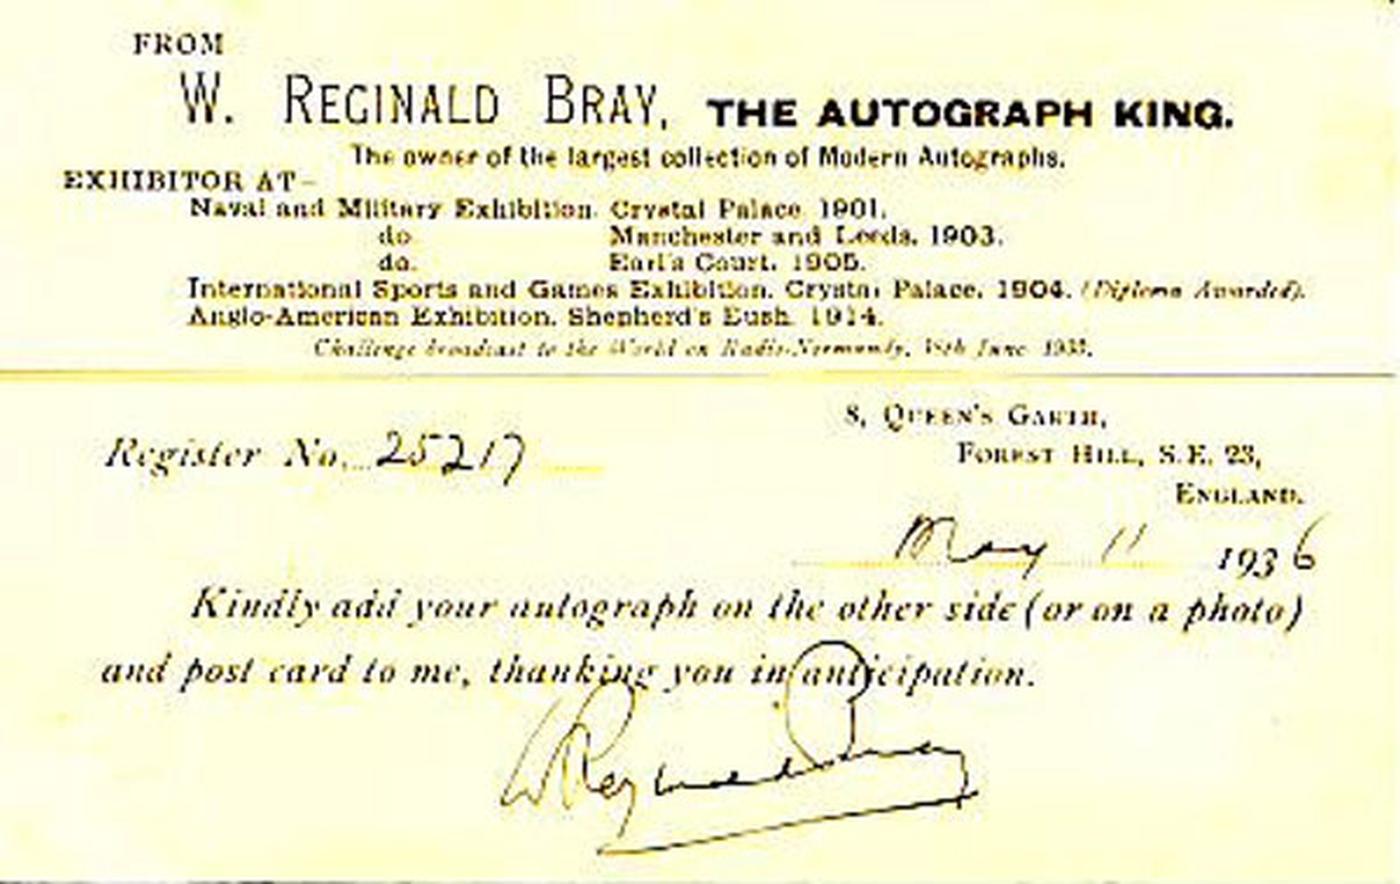 FROM
W. REGINALD BRAY, THE AUTOGRAPH KING.
The owner of the largest collection of Modern Autographs.
EXHIBITOR AT–
Naval and Military Exhibition. Crystal Palace. 1901.
do. Manchester and Leeds. 1903.
do. Earl's Court. 1905.
International Sports and Games Exhibition. Crystal Palace. 1904. (Diploma Awarded).
Anglo-American Exhibition. Shepherd's Bush. 1914.
Challenge broadcast to the World on Radio-Normandy, June
8, QUEEN'S GARTH,
Register No. 25217
FOREST HILL, S.E. 23,
ENGLAND.
May 11 1936
Kindly add your autograph on the other side (or on a photo)
and post card to me, thanking you in anticipation.
W Reginald Bray